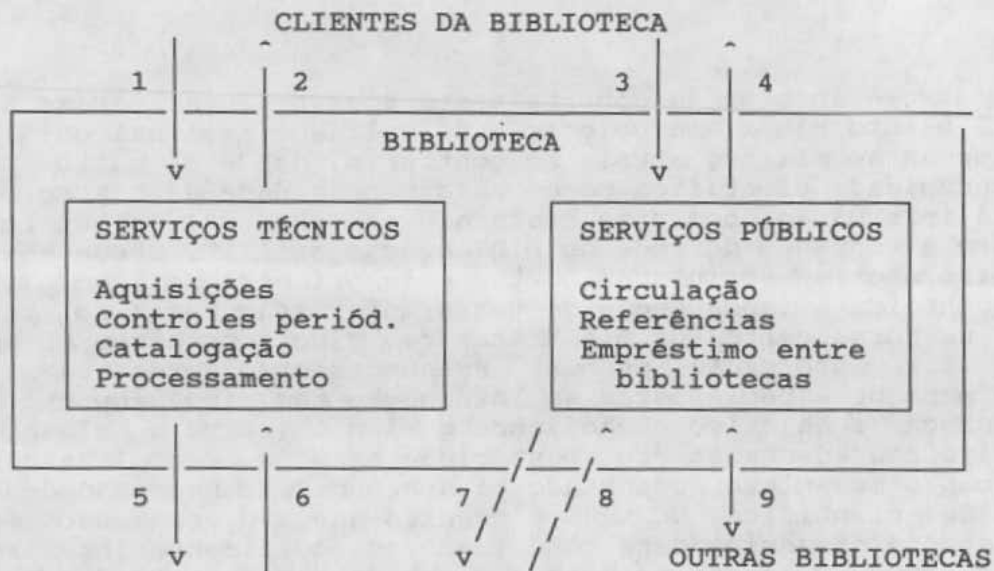 CLIENTES DA BIBLIOTECA
1 2 3 4
BIBLIOTECA
SERVIÇOS TÉCNICOS
Aquisições
Controles periód.
Catalogação
Processamento
SERVIÇOS PÚBLICOS
Circulação
Referências
Empréstimo entre
bibliotecas
5 6 7 8 9
OUTRAS BIBLIOTECAS